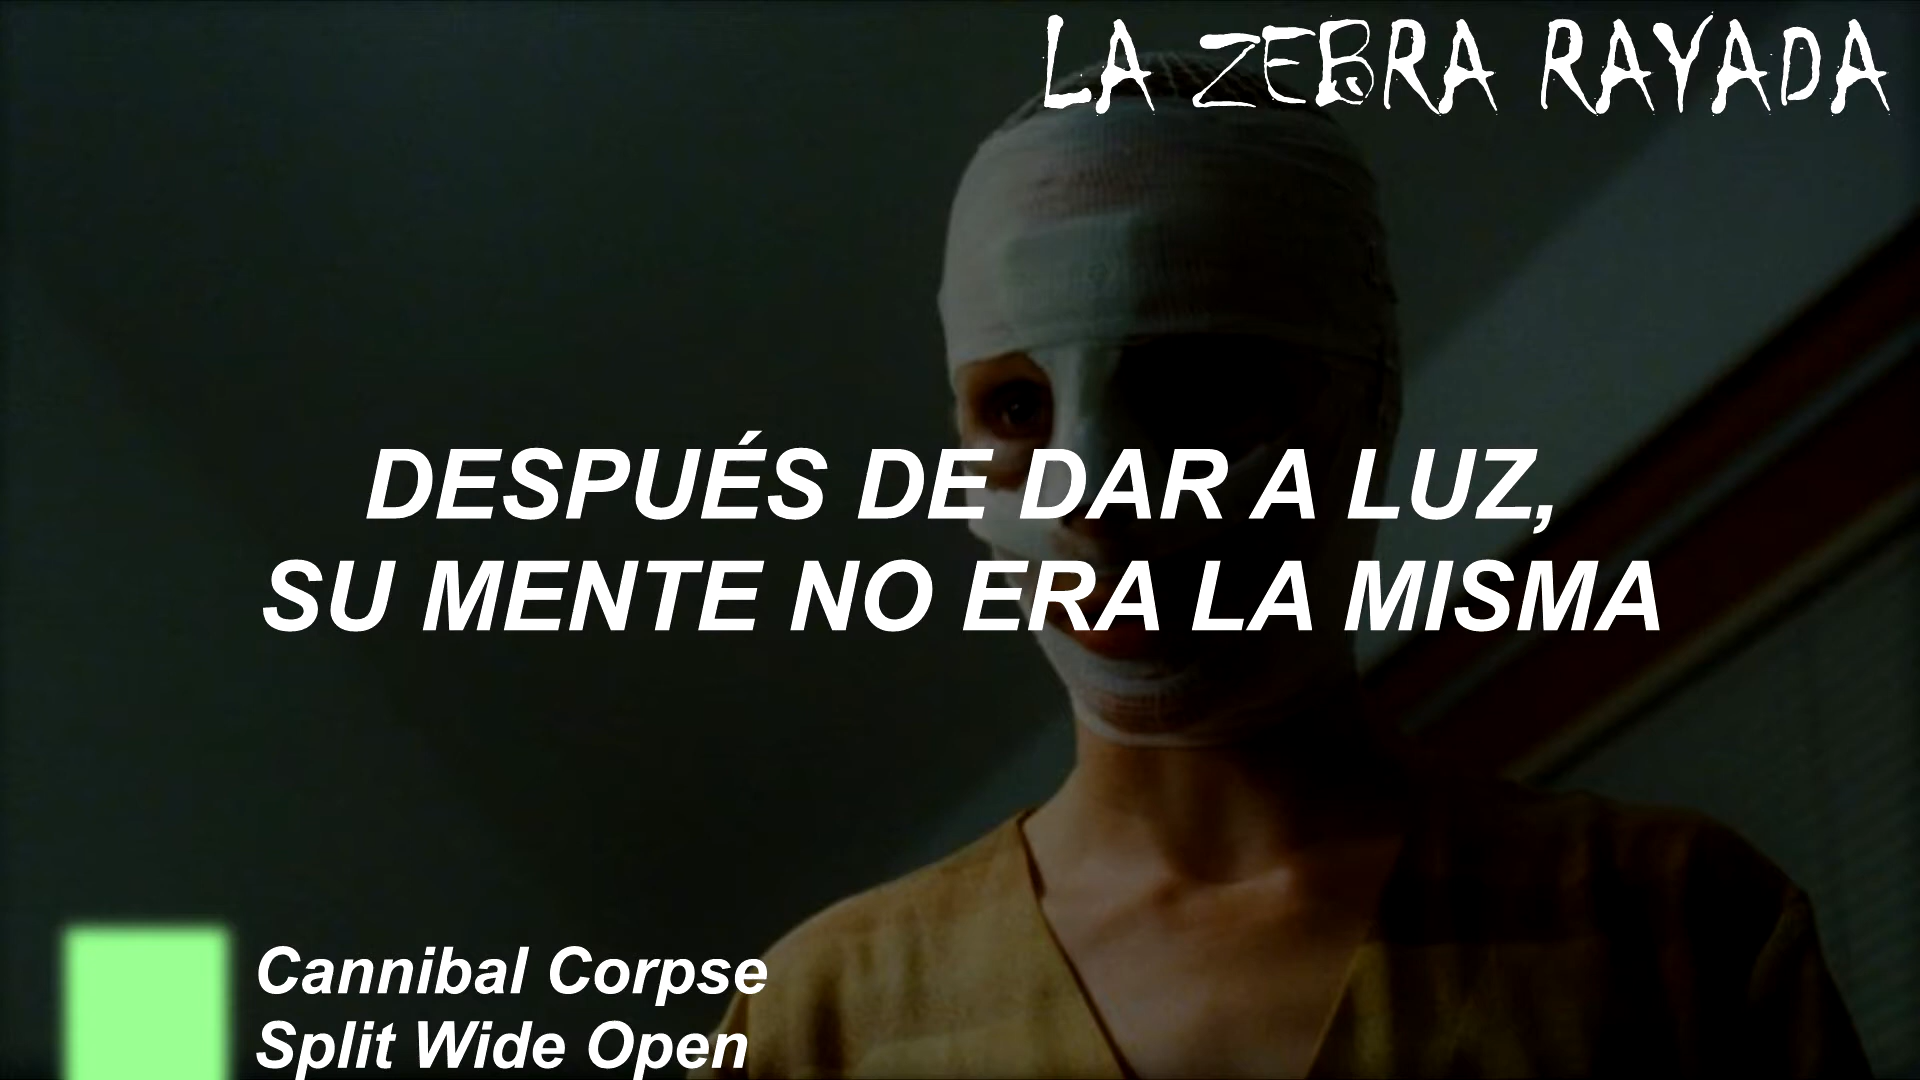 LA ZEBRA RAYADA
DESPUÉS DE DAR A LUZ,
SU MENTE NO ERA LA MISMA
Cannibal Corpse
Split Wide Open